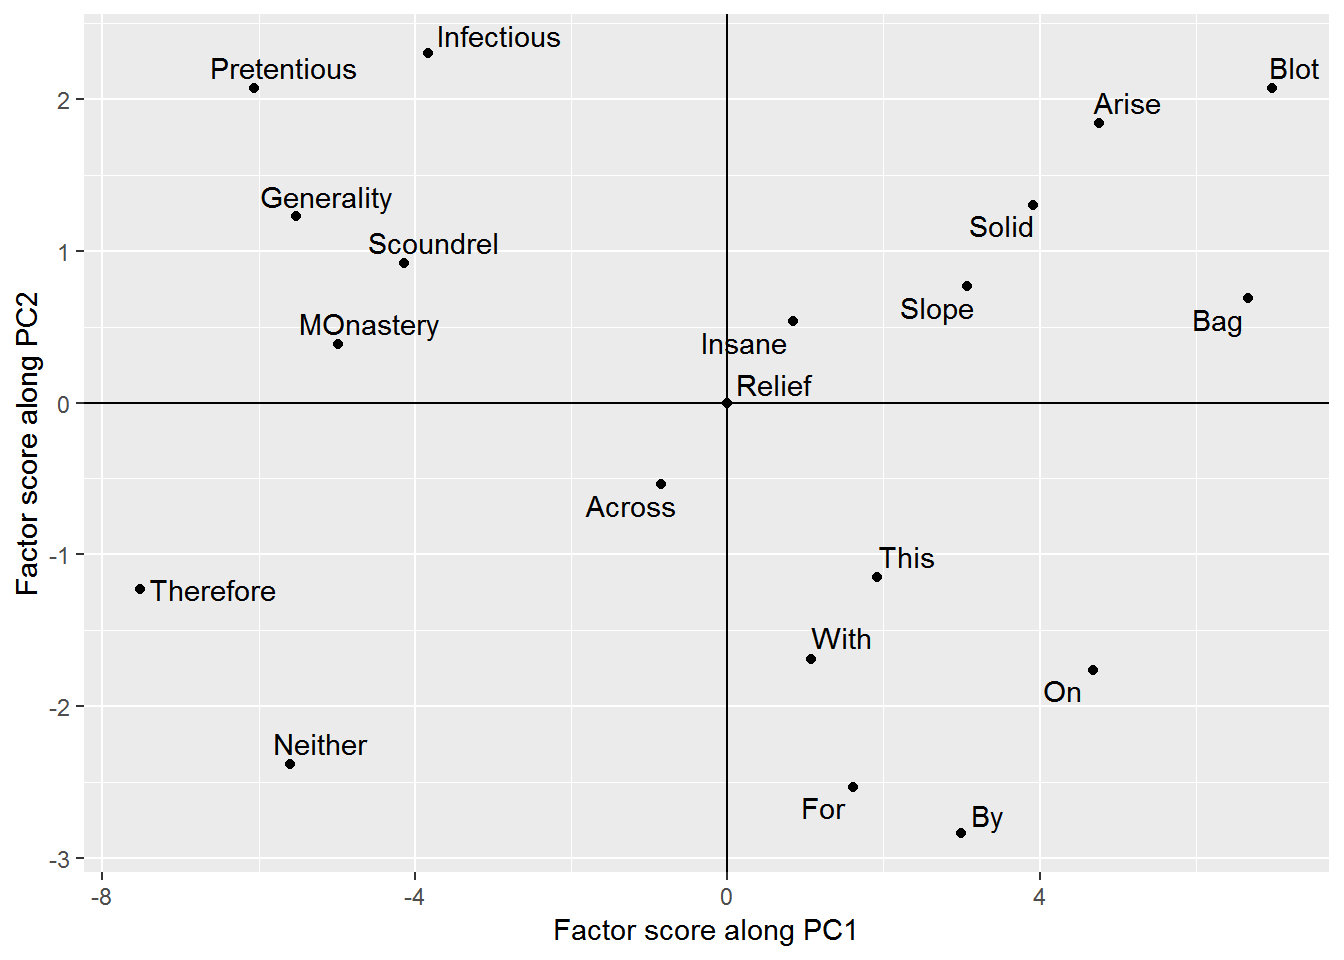 Infectious
Pretentious
Blot
Arise
2
Generality
Solid
Scoundrel
1
Slope
Bag
MOnastery
Insane
Relief
0
Factor score along PC2
Across
This
-1
Therefore
With
On
-2
Neither
For
By
-3
-8 -4 0 4
Factor score along PC1